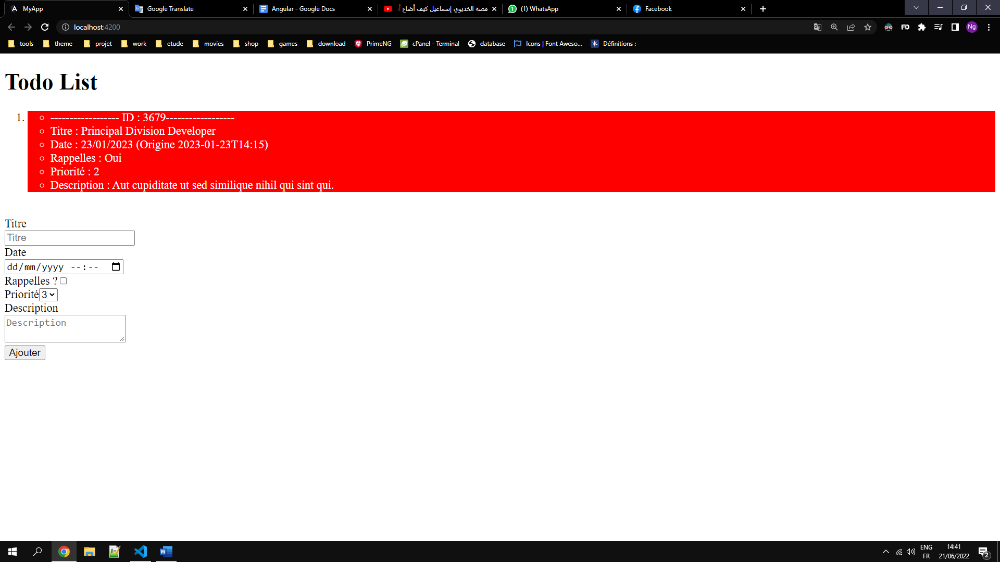 MyApp
Google Translate
Angular - Google Docs
قصة الخديوي إسماعيل كيف أضاع أ
(1) WhatsApp
Facebook
localhost:4200
Ng
tools
theme
projet
work
etude
movies
shop
games
download
PrimeNG
cPanel - Terminal
database
Icons | Font Aweso...
Définitions :
Todo List
1.
------------------ ID : 3679------------------
Titre : Principal Division Developer
Date : 23/01/2023 (Origine 2023-01-23T14:15)
Rappelles : Oui
Priorité : 2
Description : Aut cupiditate ut sed similique nihil qui sint qui.
Titre
Titre
Date
dd/mm/yyyy --:--
Rappelles ?
Priorité 3
Description
Description
Ajouter
ENG
FR
14:41
21/06/2022
2